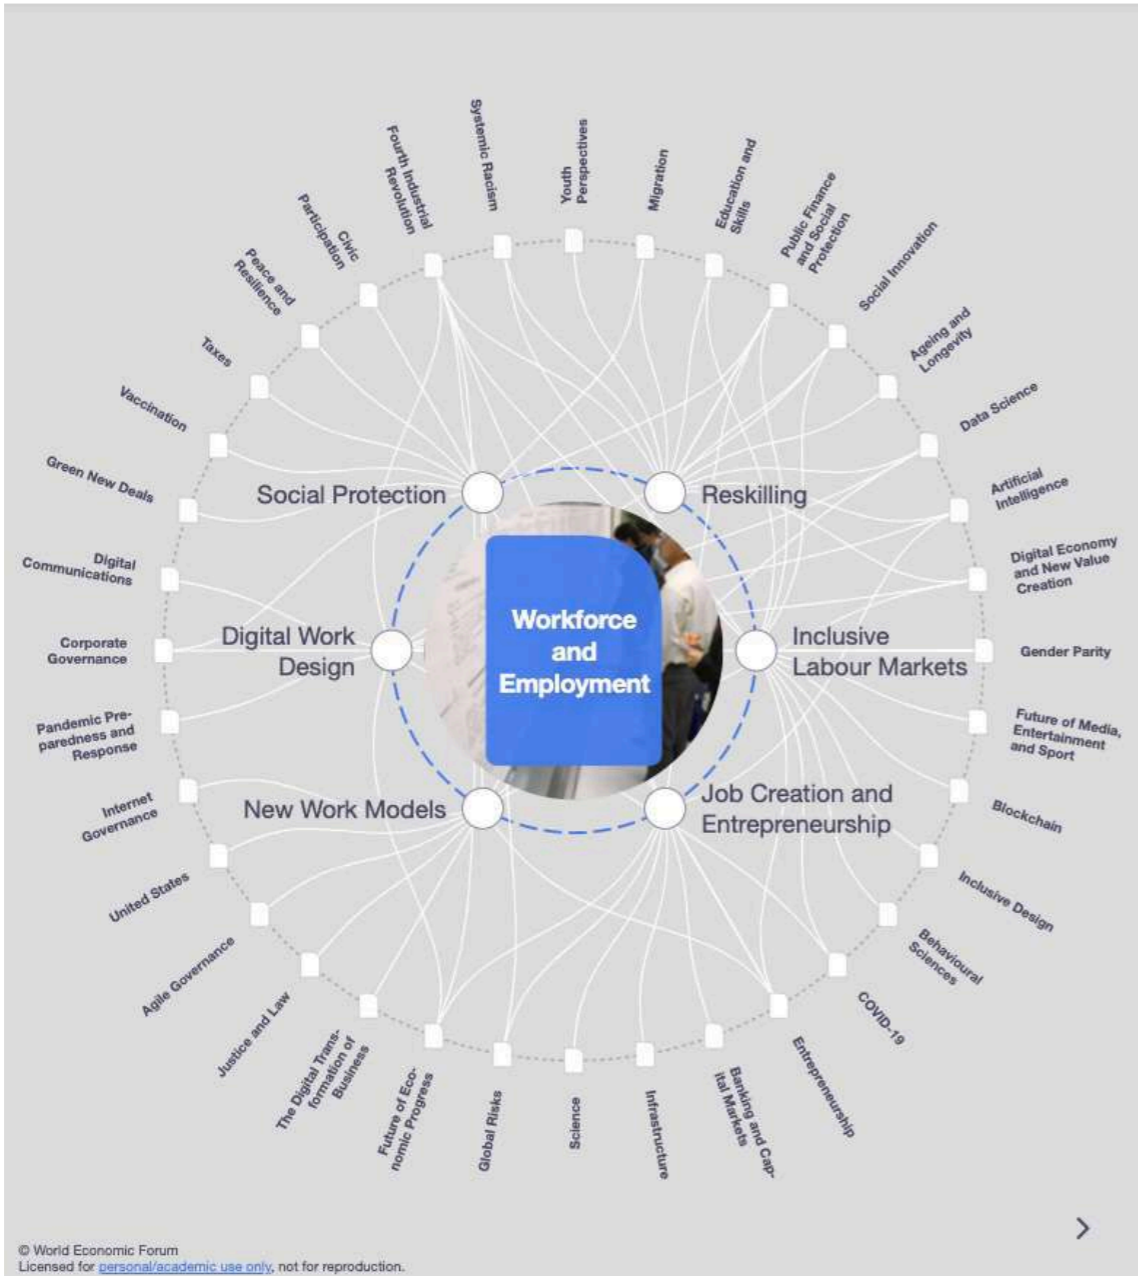 Systemic Racism
Youth
Perspectives
Migration
Education and
Skills
Public Finance
and Social
Protection
Social Innovation
Ageing and
Longevity
Data Science
Artificial
Intelligence
Digital Economy
and New Value
Creation
Gender Parity
Future of Media,
Entertainment
and Sport
Blockchain
Inclusive Design
Behavioural
Sciences
COVID-19
Entrepreneurship
Banking and Cap-
ital Markets
Infrastructure
Science
Global Risks
Future of Eco-
nomic Progress
The Digital Trans-
formation of
Business
Justice and Law
Agile Governance
United States
Internet
Governance
Pandemic Pre-
paredness and
Response
Corporate
Governance
Digital
Communications
Green New Deals
Vaccination
Taxes
Peace and
Resilience
Civic
Participation
Fourth Industrial
Revolution
Social Protection
Reskilling
Digital Work
Design
Workforce
and
Employment
Inclusive
Labour Markets
New Work Models
Job Creation and
Entrepreneurship
© World Economic Forum
Licensed for personal/academic use only, not for reproduction.